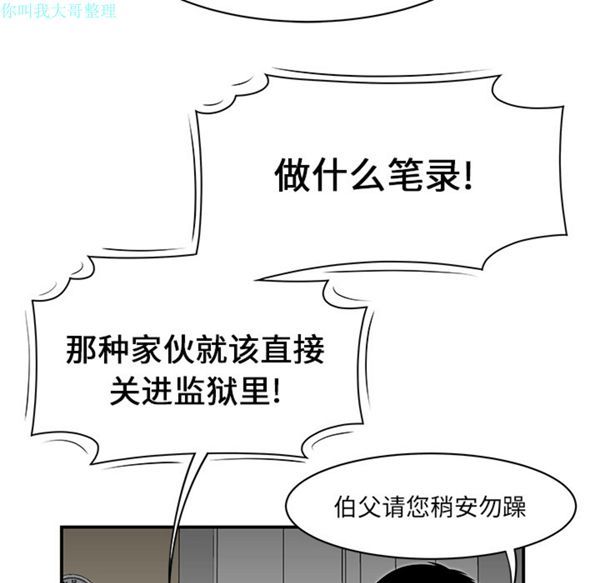 你叫我大哥整理
做什么笔录!
那种家伙就该直接
关进监狱里!
伯父请您稍安勿躁